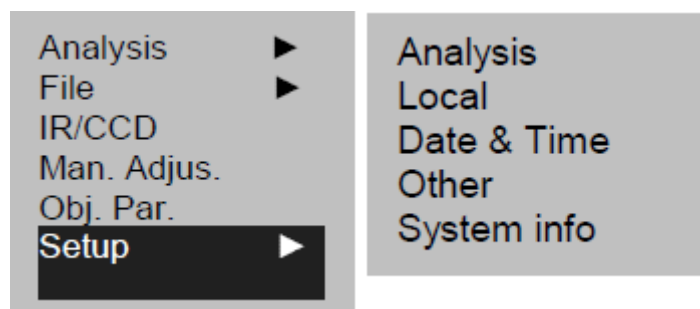 Analysis ►
File ►
IR/CCD
Man. Adjus.
Obj. Par.
Setup ►
Analysis
Local
Date & Time
Other
System info